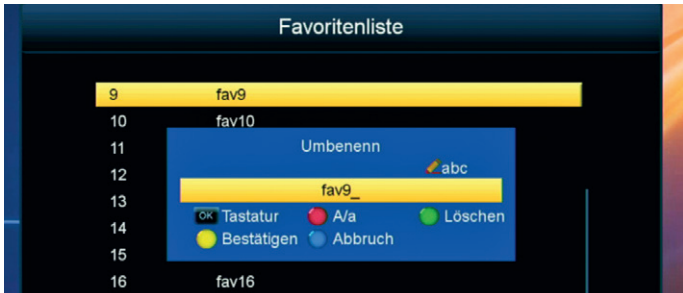 Favoritenliste
9 fav9
10 fav10
11 Umbenenn
12 abc
13 fav9_
OK Tastatur A/a Löschen
14 Bestätigen Abbruch
15
16 fav16